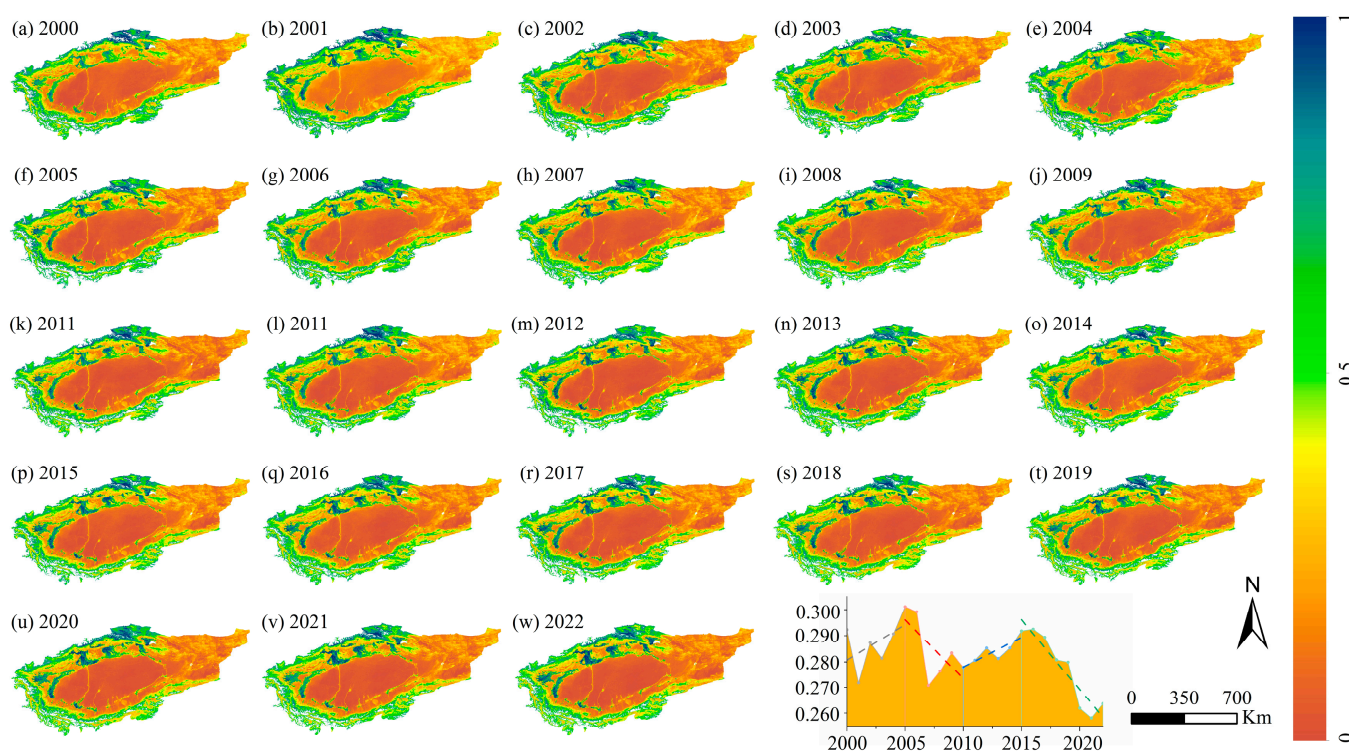 (a) 2000
(b) 2001
(c) 2002
(d) 2003
(e) 2004
(f) 2005
(g) 2006
(h) 2007
(i) 2008
(j) 2009
(k) 2011
(l) 2011
(m) 2012
(n) 2013
(o) 2014
(p) 2015
(q) 2016
(r) 2017
(s) 2018
(t) 2019
(u) 2020
(v) 2021
(w) 2022
0.300
0.290
0.280
0.270
0.260
2000 2005 2010 2015 2020
N
0 350 700
Km
1
0.5
0